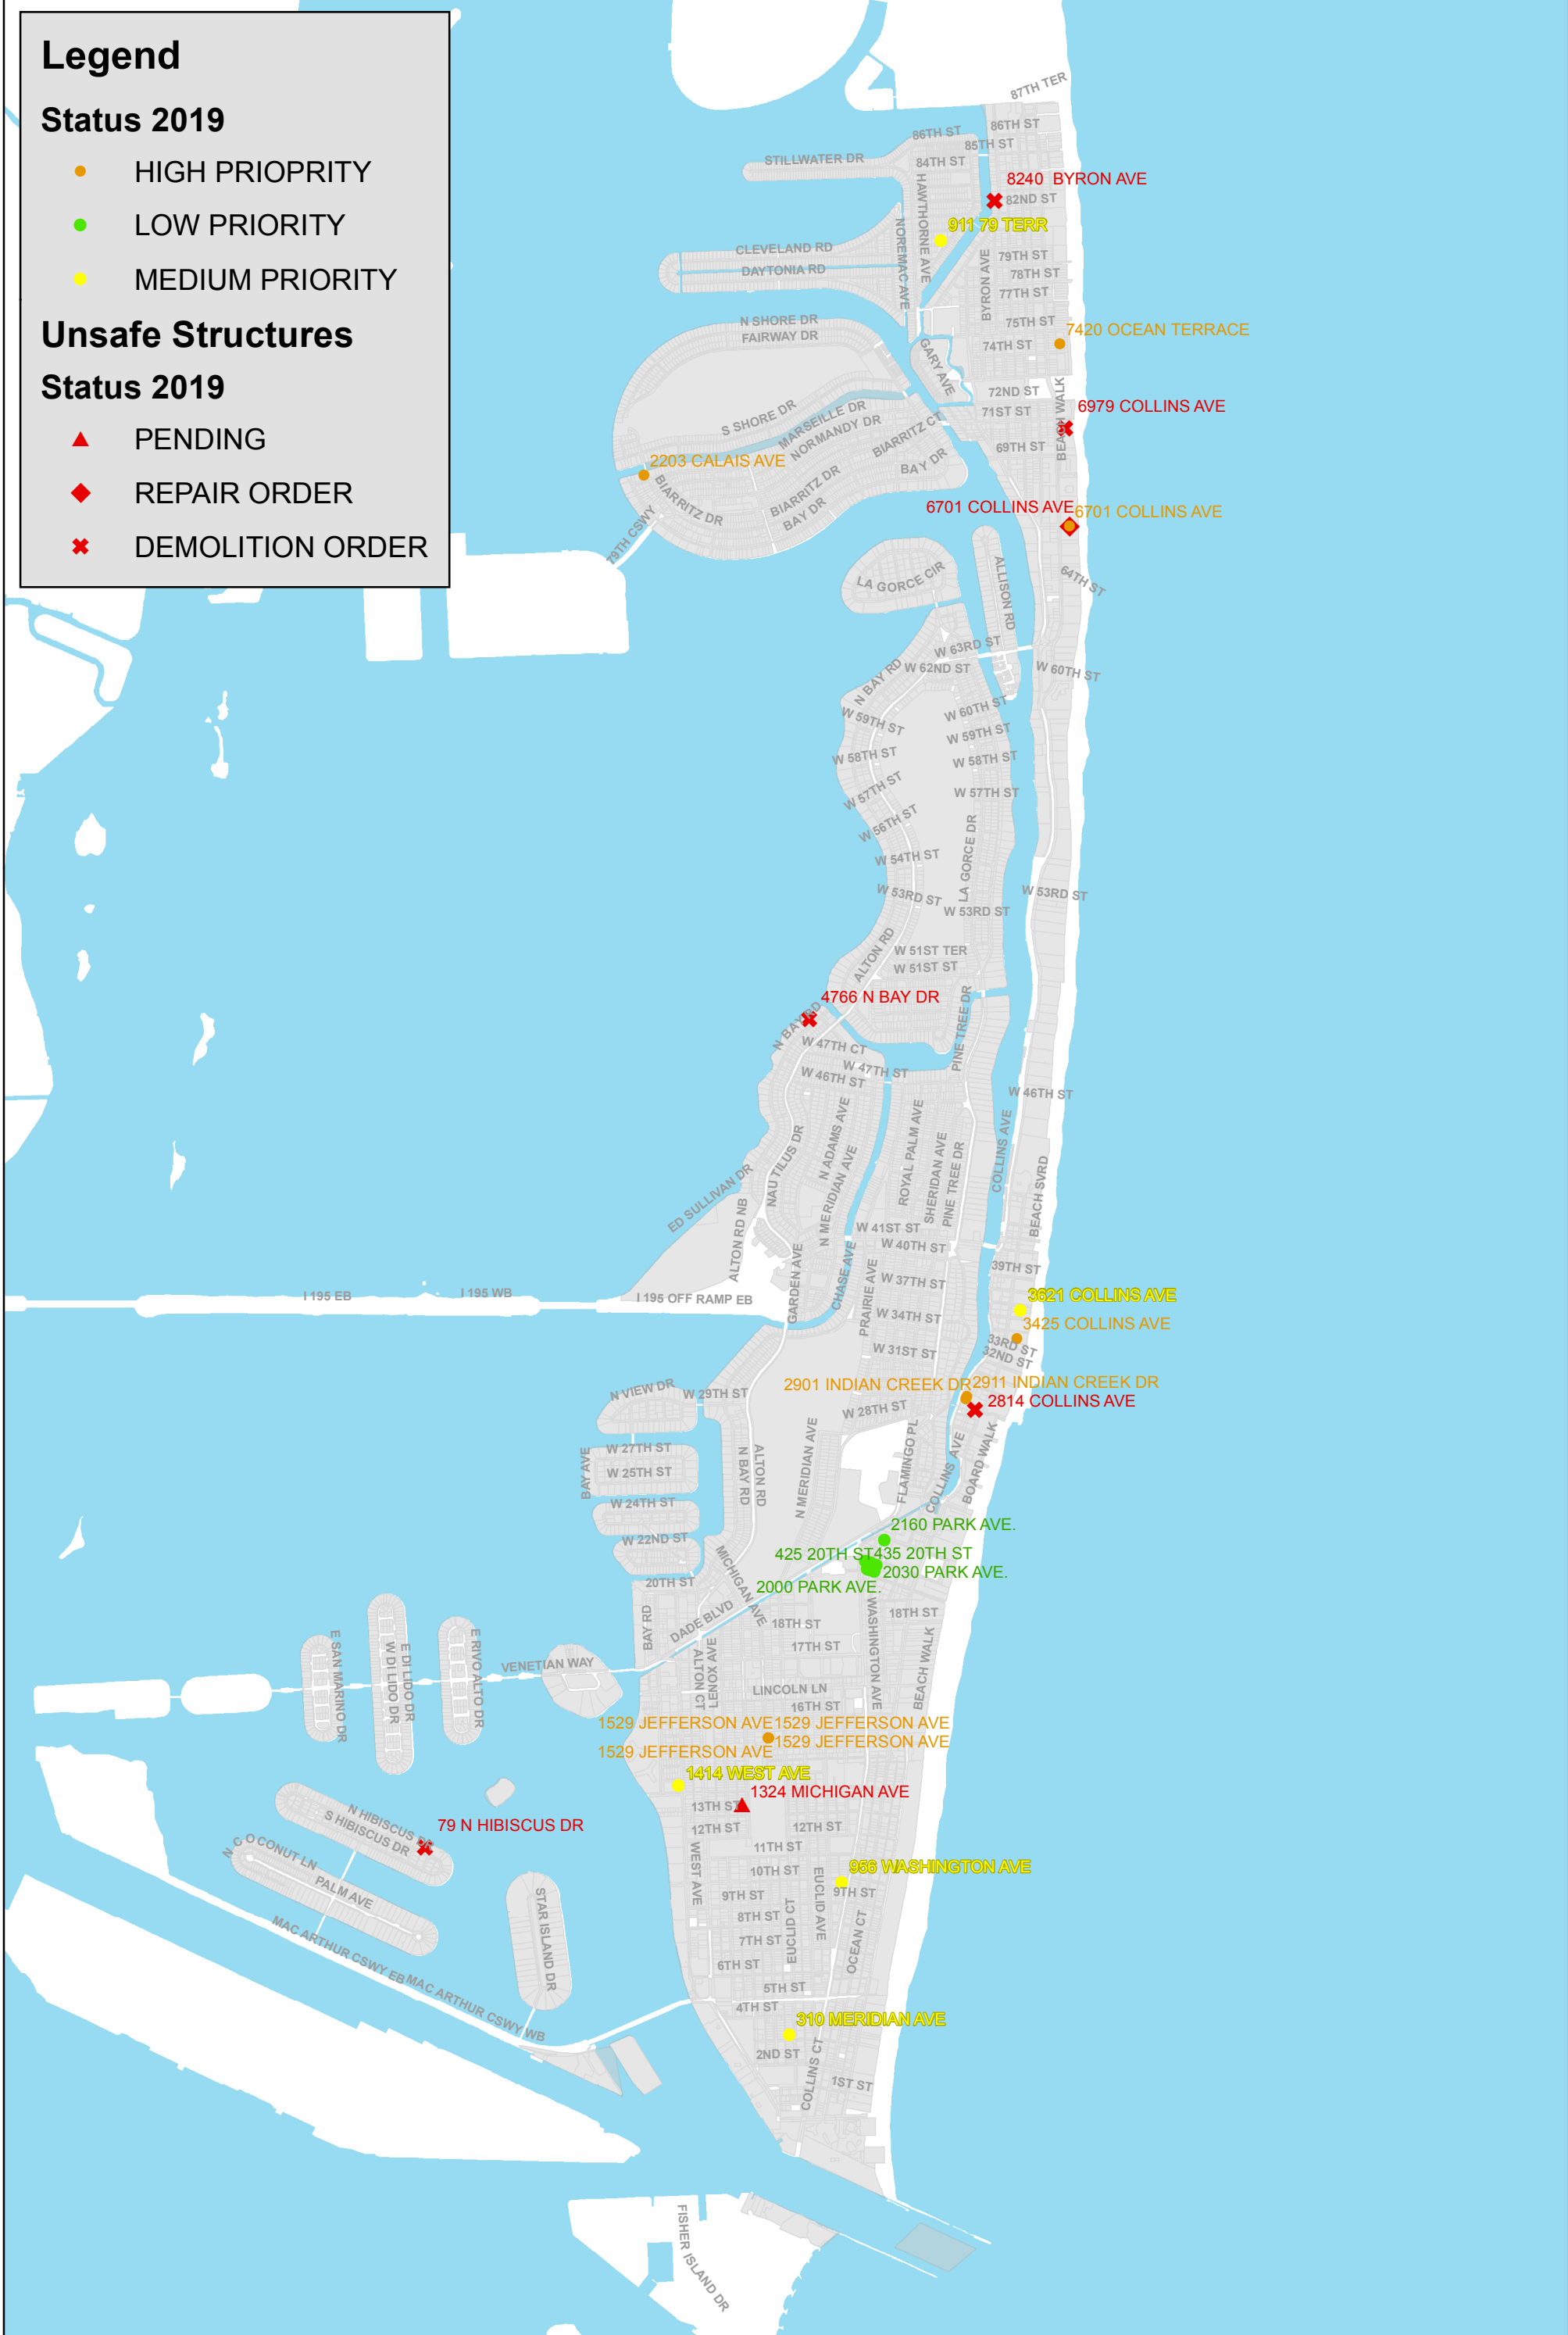 Legend
Status 2019
HIGH PRIOPRITY
LOW PRIORITY
MEDIUM PRIORITY
Unsafe Structures
Status 2019
PENDING
REPAIR ORDER
DEMOLITION ORDER
87TH TER
86TH ST
86TH ST
85TH ST
STILLWATER DR
84TH ST
8240 BYRON AVE
82ND ST
HAWTHORNE AVE
NOREMAC AVE
911 79 TERR
CLEVELAND RD
DAYTONIA RD
BYRON AVE
79TH ST
78TH ST
77TH ST
N SHORE DR
FAIRWAY DR
75TH ST
7420 OCEAN TERRACE
74TH ST
GARY AVE
72ND ST
BEACH WALK
71ST ST
6979 COLLINS AVE
S SHORE DR
MARSEILLE DR
NORMANDY DR
BIARRITZ CT
69TH ST
2203 CALAIS AVE
BAY DR
BIARRITZ DR
BIARRITZ DR
BAY DR
79TH CSWY
6701 COLLINS AVE
6701 COLLINS AVE
LA GORCE CIR
ALLISON RD
64TH ST
W 63RD ST
W 62ND ST
N BAY RD
W 60TH ST
W 60TH ST
W 59TH ST
W 59TH ST
W 58TH ST
W 58TH ST
W 57TH ST
W 57TH ST
W 56TH ST
LA GORCE DR
W 54TH ST
W 53RD ST
W 53RD ST
W 53RD ST
ALTON RD
W 51ST TER
W 51ST ST
4766 N BAY DR
N BAY RD
PINE TREE DR
W 47TH CT
W 47TH ST
W 46TH ST
W 46TH ST
N ADAMS AVE
ROYAL PALM AVE
COLLINS AVE
NAU TILUS DR
N MERIDIAN AVE
SHERIDAN AVE
PINE TREE DR
BEACH SVRD
ED SULLIVAN DR
ALTON RD NB
W 41ST ST
W 40TH ST
GARDEN AVE
CHASE AVE
PRAIRIE AVE
39TH ST
W 37TH ST
I 195 EB
I 195 WB
I 195 OFF RAMP EB
3621 COLLINS AVE
W 34TH ST
3425 COLLINS AVE
33RD ST
32ND ST
W 31ST ST
2901 INDIAN CREEK DR
2911 INDIAN CREEK DR
2814 COLLINS AVE
N VIEW DR
W 29TH ST
W 28TH ST
N MERIDIAN AVE
FLAMINGO PL
COLLINS AVE
BOARD WALK
BAY AVE
W 27TH ST
W 25TH ST
N BAY RD
ALTON RD
W 24TH ST
W 22ND ST
2160 PARK AVE.
425 20TH ST
435 20TH ST
2030 PARK AVE.
2000 PARK AVE.
20TH ST
MICHIGAN AVE
BAY RD
DADE BLVD
18TH ST
18TH ST
WASHINGTON AVE
BEACH WALK
17TH ST
E SAN MARINO DR
W DI LIDO DR
E DI LIDO DR
E RIVO ALTO DR
VENETIAN WAY
ALTON CT
LENOX AVE
LINCOLN LN
16TH ST
1529 JEFFERSON AVE
1529 JEFFERSON AVE
1529 JEFFERSON AVE
1529 JEFFERSON AVE
1414 WEST AVE
1324 MICHIGAN AVE
13TH ST
12TH ST
12TH ST
79 N HIBISCUS DR
N HIBISCUS DR
S HIBISCUS DR
N C O CONUT LN
PALM AVE
11TH ST
WEST AVE
10TH ST
956 WASHINGTON AVE
9TH ST
9TH ST
EUCLID AVE
EUCLID CT
8TH ST
7TH ST
OCEAN CT
6TH ST
STAR ISLAND DR
MAC ARTHUR CSWY EB
MAC ARTHUR CSWY WB
5TH ST
4TH ST
310 MERIDIAN AVE
2ND ST
COLLINS CT
1ST ST
FISHER ISLAND DR